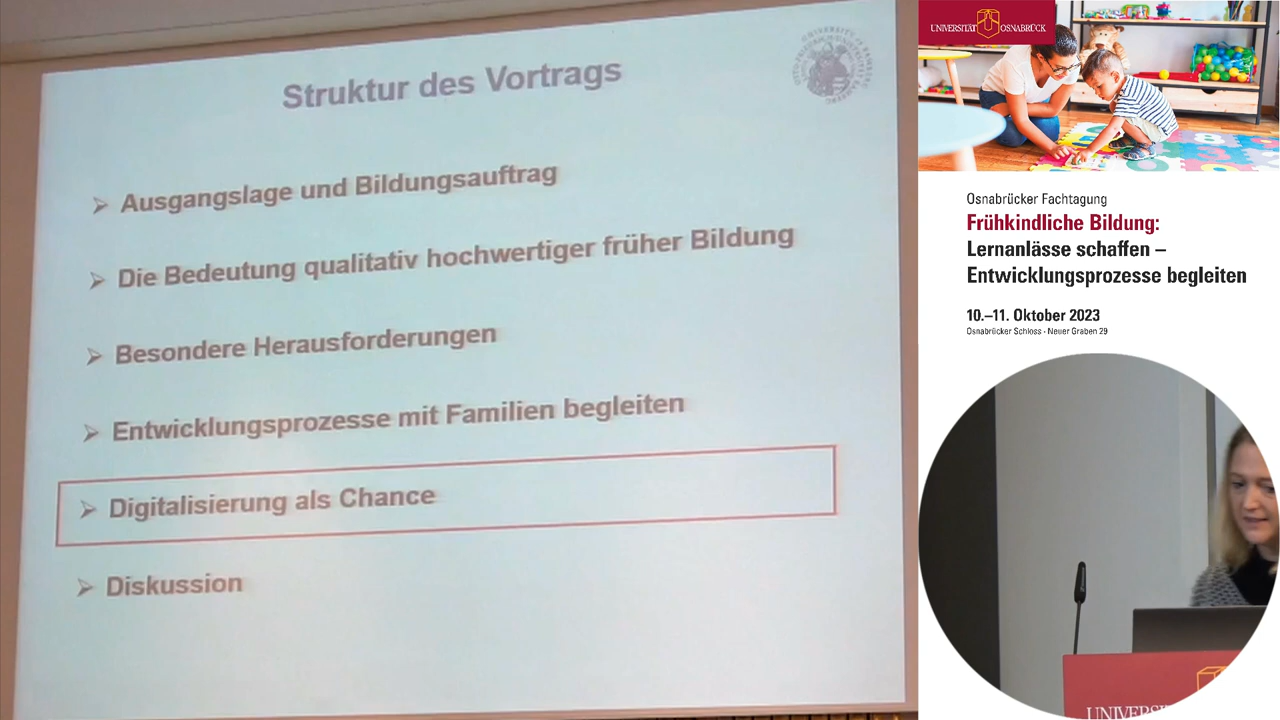 Struktur des Vortrags
Ausgangslage und Bildungsauftrag
Die Bedeutung qualitativ hochwertiger früher Bildung
Besondere Herausforderungen
Entwicklungsprozesse mit Familien begleiten
Digitalisierung als Chance
Diskussion
UNIVERSITÄT OSNABRÜCK
Osnabrücker Fachtagung
Frühkindliche Bildung:
Lernanlässe schaffen –
Entwicklungsprozesse begleiten
10.–11. Oktober 2023
Osnabrücker Schloss · Neuer Graben 29